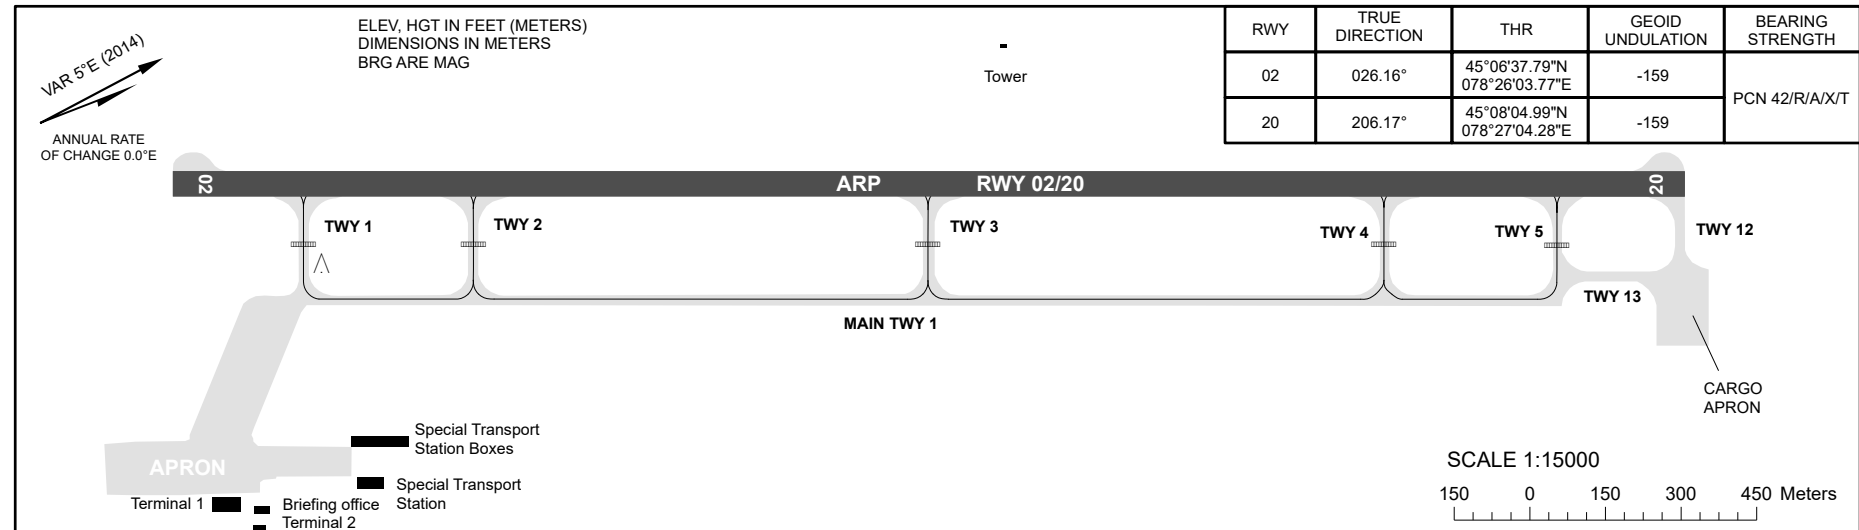 VAR 5°E (2014)
ANNUAL RATE
OF CHANGE 0.0°E
ELEV, HGT IN FEET (METERS)
DIMENSIONS IN METERS
BRG ARE MAG
Tower
RWY
TRUE
DIRECTION
THR
GEOID
UNDULATION
BEARING
STRENGTH
02
026.16°
45°06'37.79"N
078°26'03.77"E
-159
PCN 42/R/A/X/T
20
206.17°
45°08'04.99"N
078°27'04.28"E
-159
02
ARP
RWY 02/20
20
TWY 1
TWY 2
TWY 3
TWY 4
TWY 5
TWY 12
TWY 13
MAIN TWY 1
CARGO
APRON
Special Transport
Station Boxes
APRON
Special Transport
Station
Terminal 1
Briefing office
Terminal 2
SCALE 1:15000
150 0 150 300 450 Meters